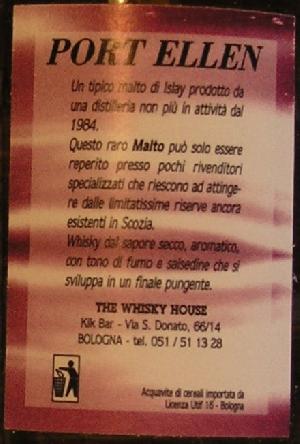 PORT ELLEN
Un tipico malto di Islay prodotto da
una distilleria non più in attività dal
1984.
Questo raro Malto può solo essere
reperito presso pochi rivenditori
specializzati che riescono ad attinge-
re dalle limitatissime riserve ancora
esistenti in Scozia.
Whisky dal sapore secco, aromatico,
con tono di fumo e salsedine che si
sviluppa in un finale pungente.
THE WHISKY HOUSE
Kilk Bar - Via S. Donato, 66/14
BOLOGNA - tel. 051 / 51 13 28
Acquavite di cereali importata da
Licenza Utif 16 - Bologna